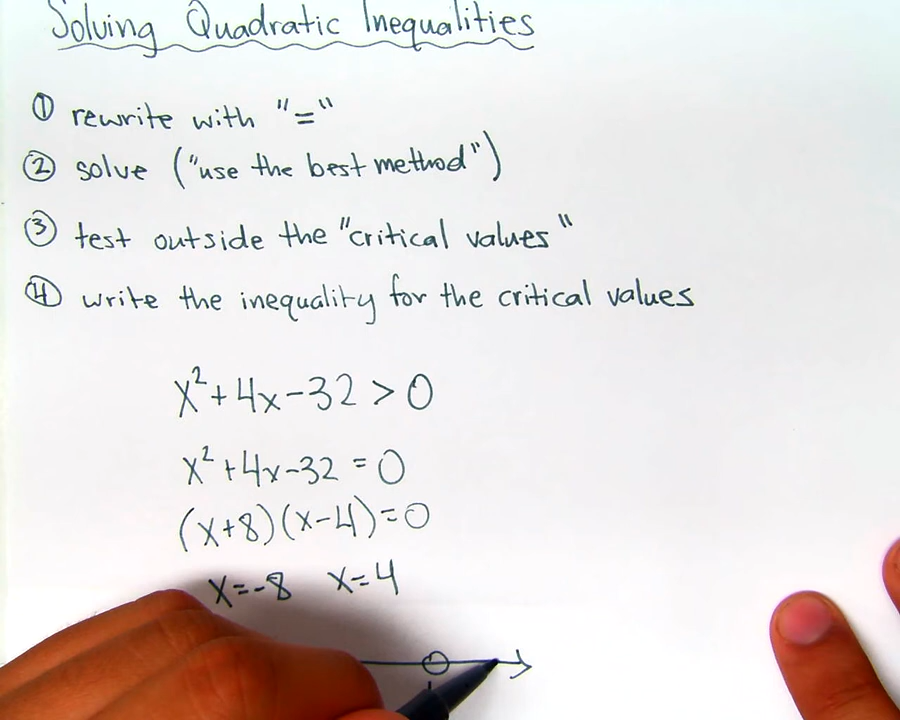 Solving Quadratic Inequalities
① rewrite with "="
② solve ("use the best method")
③ test outside the "critical values"
④ write the inequality for the critical values
x²+4x-32 > 0
x²+4x-32 = 0
(x+8)(x-4)=0
x=-8 x=4